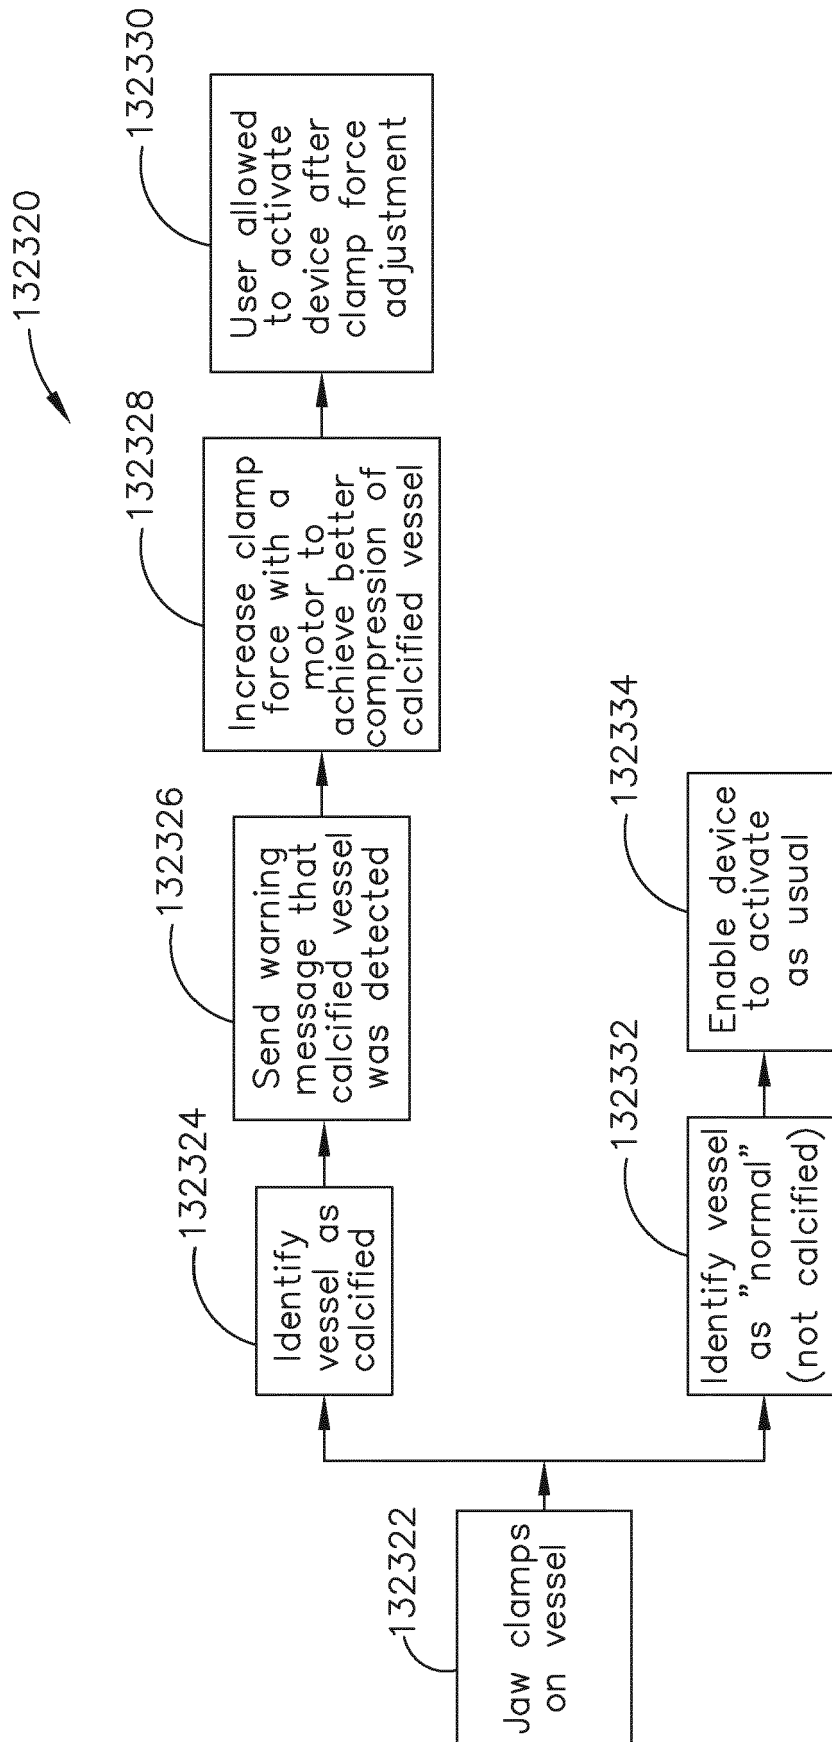 132320
132322
Jaw clamps
on vessel
132324
Identify
vessel as
calcified
132326
Send warning
message that
calcified vessel
was detected
132328
Increase clamp
force with a
motor to
achieve better
compression of
calcified vessel
132330
User allowed
to activate
device after
clamp force
adjustment
132332
Identify vessel
as "normal"
(not calcified)
132334
Enable device
to activate
as usual